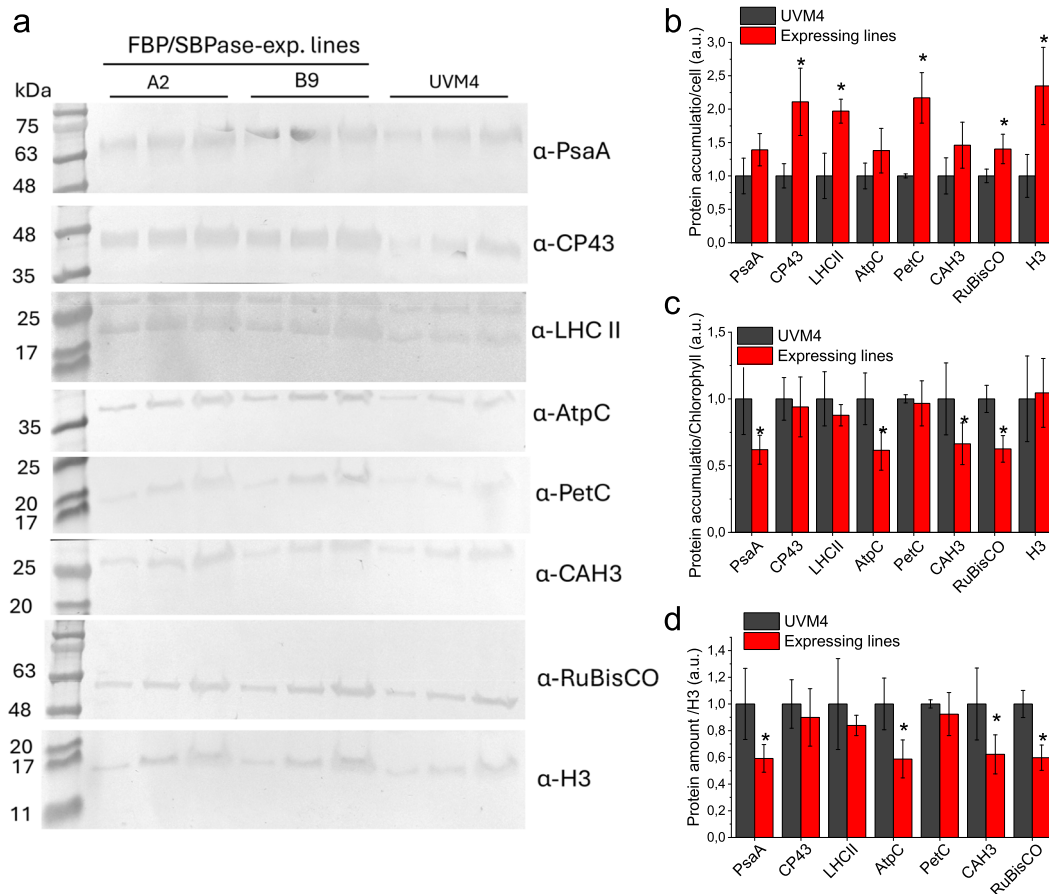 a
FBP/SBPase-exp. lines
kDa
A2
B9
UVM4
75
63
48
α-PsaA
48
35
α-CP43
25
17
α-LHC II
35
α-AtpC
25
20
17
α-PetC
25
20
α-CAH3
63
48
α-RuBisCO
20
17
11
α-H3
b
UVM4
Expressing lines
Protein accumulatio/cell (a.u.)
3,0
2,5
2,0
1,5
1,0
0,5
0,0
*
*
*
*
*
PsaA
CP43
LHCII
AtpC
PetC
CAH3
RuBisCO
H3
c
UVM4
Expressing lines
Protein accumulatio/Chlorophyll (a.u.)
1,5
1,0
0,5
0,0
*
*
*
*
PsaA
CP43
LHCII
AtpC
PetC
CAH3
RuBisCO
H3
d
UVM4
Expressing lines
Protein amount /H3 (a.u.)
1,4
1,2
1,0
0,8
0,6
0,4
0,2
0,0
*
*
*
*
PsaA
CP43
LHCII
AtpC
PetC
CAH3
RuBisCO